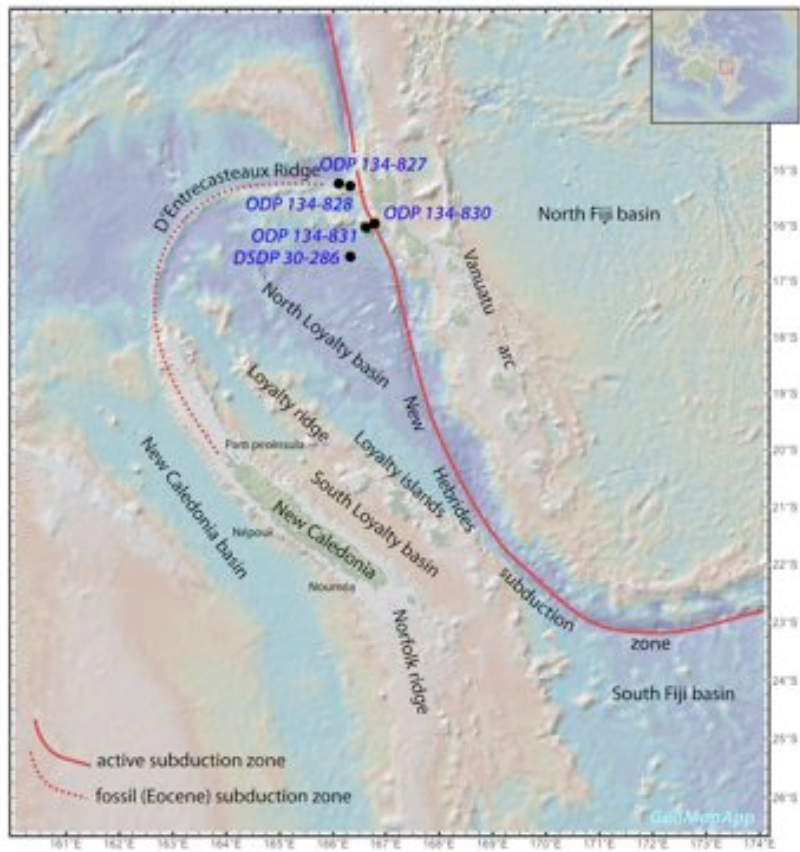 ODP 134-827
D'Entrecasteaux Ridge
ODP 134-828
ODP 134-830
ODP 134-831
DSDP 30-286
North Fiji basin
Vanuatu arc
North Loyalty basin
Loyalty ridge
New Hebrides subduction zone
Loyalty islands
Pam peninsula
South Loyalty basin
New Caledonia basin
New Caledonia
Népoui
Nouméa
Norfolk ridge
South Fiji basin
active subduction zone
fossil (Eocene) subduction zone
GeoMapApp
15°S
16°S
17°S
18°S
19°S
20°S
21°S
22°S
23°S
24°S
25°S
26°S
161°E 162°E 163°E 164°E 165°E 166°E 167°E 168°E 169°E 170°E 171°E 172°E 173°E 174°E